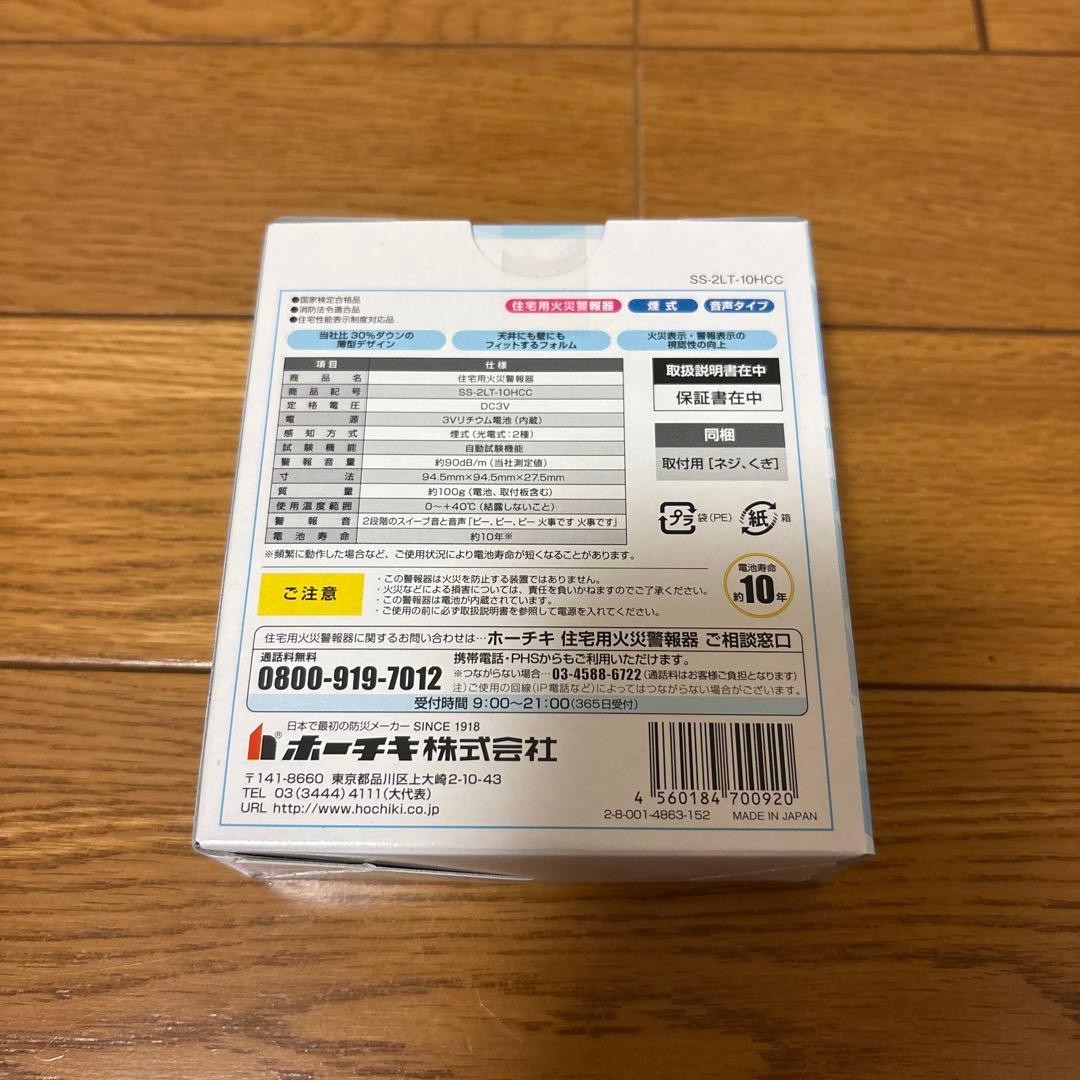 SS-2LT-10HCC
●国家検定合格品
●消防法令適合品
●住宅性能表示制度対応品
住宅用火災警報器 煙式 音声タイプ
当社比 30%ダウンの
薄型デザイン
天井にも壁にも
フィットするフォルム
火災表示・警報表示の
視認性の向上
項目 仕様
商品名 住宅用火災警報器
商品記号 SS-2LT-10HCC
定格電圧 DC3V
電源 3Vリチウム電池(内蔵)
感知方式 煙式(光電式:2種)
試験機能 自動試験機能
警報音量 約90dB/m(当社測定値)
寸法 94.5mm×94.5mm×27.5mm
質量 約100g(電池、取付板含む)
使用温度範囲 0〜+40℃(結露しないこと)
警報音 2段階のスイープ音と音声「ピー、ピー、ピー 火事です 火事です」
電池寿命 約10年※
※頻繁に動作した場合など、ご使用状況により電池寿命が短くなることがあります。
取扱説明書在中
保証書在中
同梱
取付用[ネジ、くぎ]
プラ 袋(PE) 紙 箱
ご注意
・この警報器は火災を防止する装置ではありません。
・火災などによる損害については、責任を負いかねますのでご了承ください。
・この警報器は電池が内蔵されています。
・ご使用の前に必ず取扱説明書を参照して電源を入れてください。
電池寿命
約10年
住宅用火災警報器に関するお問い合わせは…ホーチキ 住宅用火災警報器 ご相談窓口
通話料無料
0800-919-7012
携帯電話・PHSからもご利用いただけます。
※つながらない場合…03-4588-6722(通話料はお客様ご負担となります)
注)ご使用の回線(IP電話など)によってはつながらない場合がございます。
受付時間 9:00〜21:00(365日受付)
日本で最初の防災メーカー SINCE 1918
® ホーチキ株式会社
〒141-8660 東京都品川区上大崎2-10-43
TEL 03(3444)4111(大代表)
URL http://www.hochiki.co.jp
4 560184 700920
2-8-001-4863-152 MADE IN JAPAN